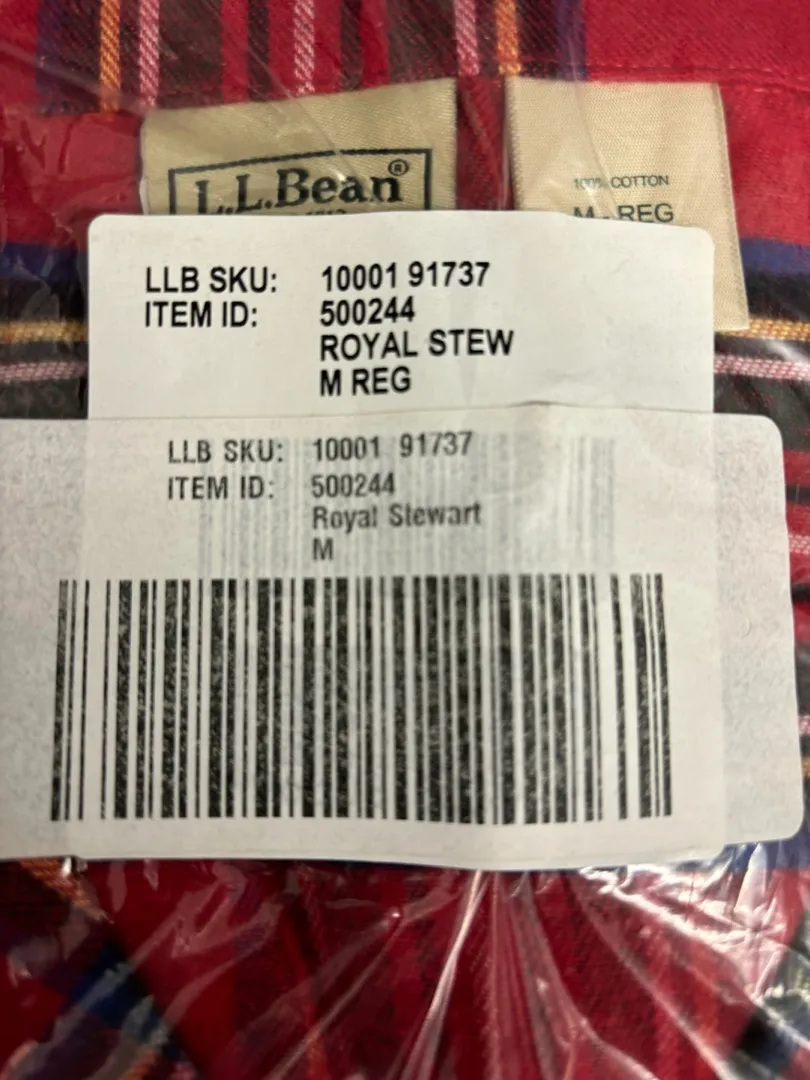 L.L.Bean®
100% COTTON
M - REG
LLB SKU: 10001 91737
ITEM ID: 500244
ROYAL STEW
M REG
LLB SKU: 10001 91737
ITEM ID: 500244
Royal Stewart
M